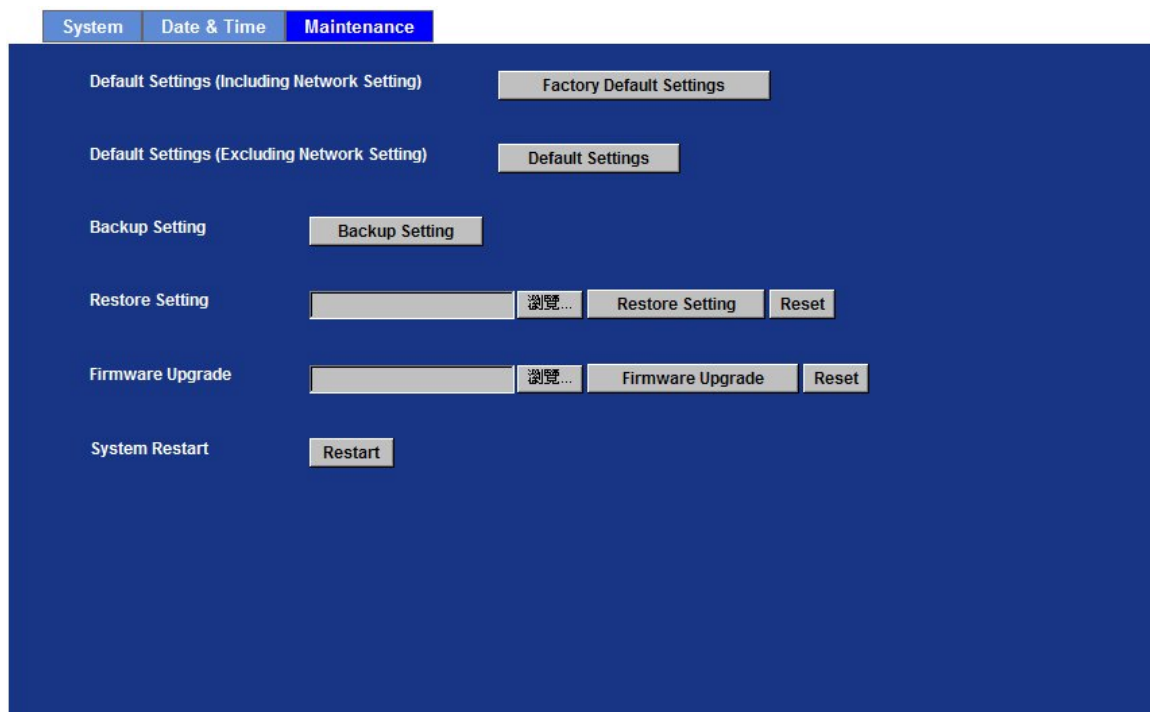 System Date & Time Maintenance
Default Settings (Including Network Setting) Factory Default Settings
Default Settings (Excluding Network Setting) Default Settings
Backup Setting Backup Setting
Restore Setting 瀏覽... Restore Setting Reset
Firmware Upgrade 瀏覽... Firmware Upgrade Reset
System Restart Restart